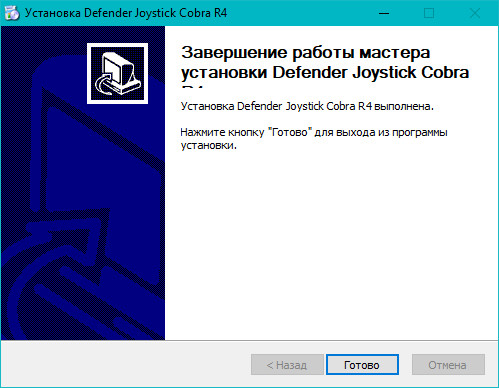 Установка Defender Joystick Cobra R4
Завершение работы мастера
установки Defender Joystick Cobra
R4
Установка Defender Joystick Cobra R4 выполнена.
Нажмите кнопку "Готово" для выхода из программы
установки.
< Назад
Готово
Отмена